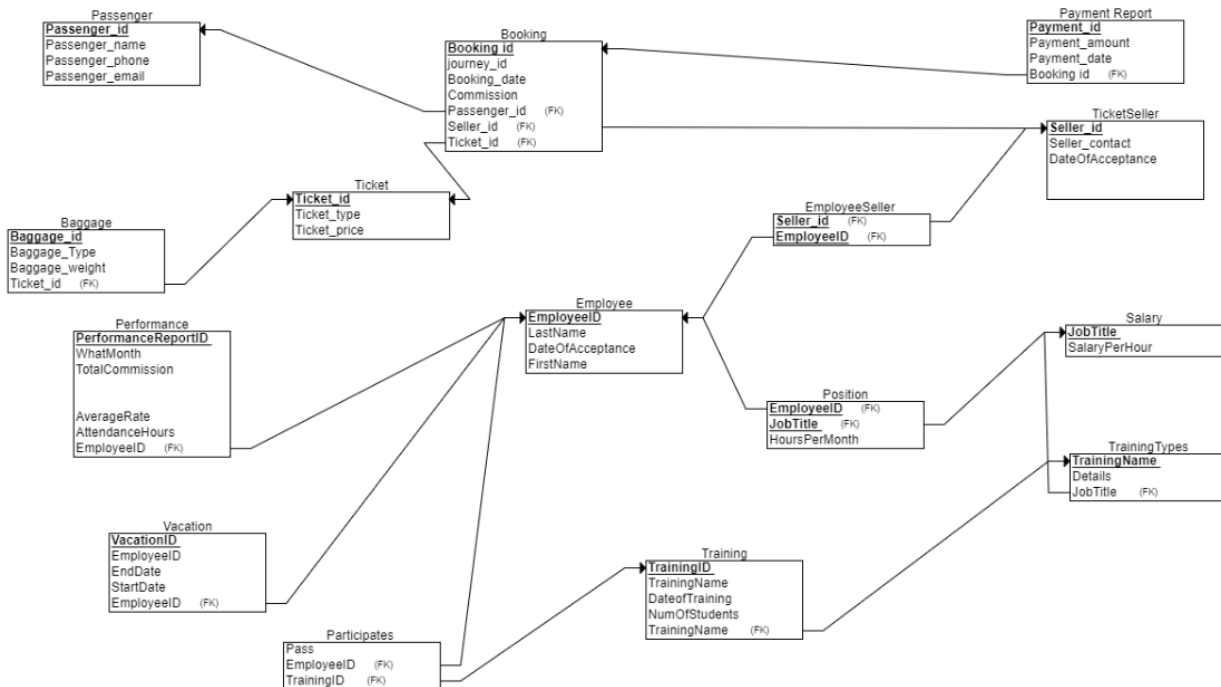 Passenger
Passenger_id
Passenger_name
Passenger_phone
Passenger_email
Booking
Booking id
journey_id
Booking_date
Commission
Passenger_id (FK)
Seller_id (FK)
Ticket_id (FK)
Payment Report
Payment_id
Payment_amount
Payment_date
Booking id (FK)
TicketSeller
Seller_id
Seller_contact
DateOfAcceptance
Ticket
Ticket_id
Ticket_type
Ticket_price
Baggage
Baggage_id
Baggage_Type
Baggage_weight
Ticket_id (FK)
EmployeeSeller
Seller_id (FK)
EmployeeID (FK)
Employee
EmployeeID
LastName
DateOfAcceptance
FirstName
Performance
PerformanceReportID
WhatMonth
TotalCommission
AverageRate
AttendanceHours
EmployeeID (FK)
Salary
JobTitle
SalaryPerHour
Position
EmployeeID (FK)
JobTitle (FK)
HoursPerMonth
TrainingTypes
TrainingName
Details
JobTitle (FK)
Vacation
VacationID
EmployeeID
EndDate
StartDate
EmployeeID (FK)
Training
TrainingID
TrainingName
DateofTraining
NumOfStudents
TrainingName (FK)
Participates
Pass
EmployeeID (FK)
TrainingID (FK)